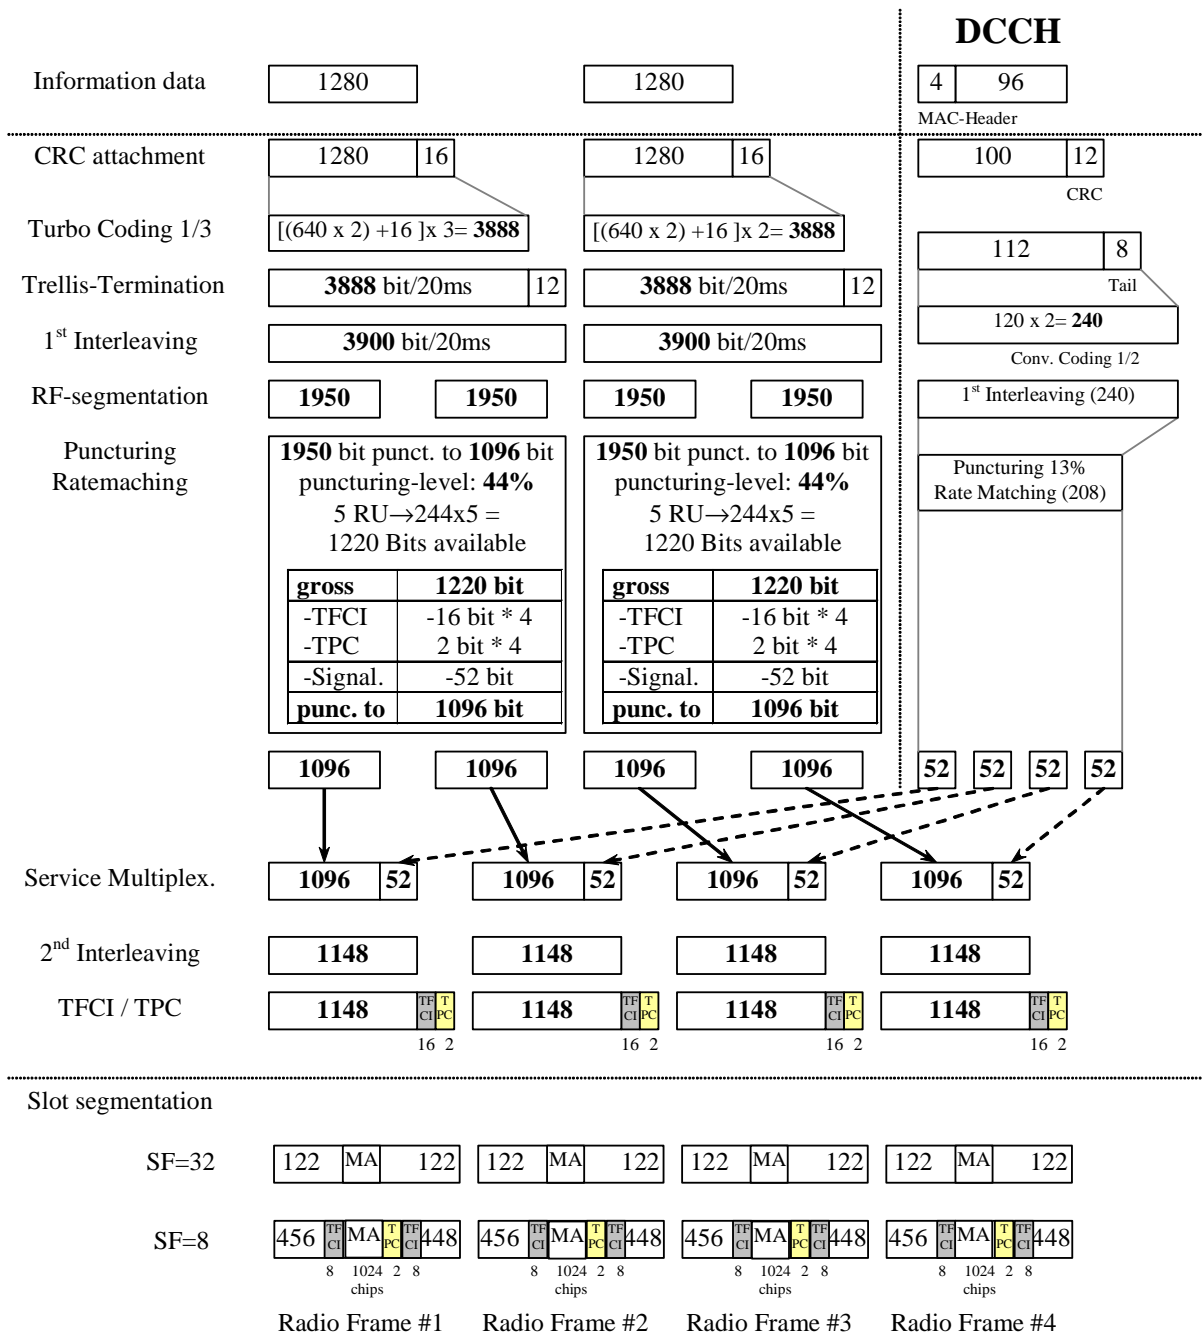 DCCH
Information data 1280 1280 4 96
MAC-Header
CRC attachment 1280 16 1280 16 100 12
CRC
Turbo Coding 1/3 [(640 x 2) +16 ]x 3= 3888 [(640 x 2) +16 ]x 2= 3888
112 8
Trellis-Termination 3888 bit/20ms 12 3888 bit/20ms 12 Tail
120 x 2= 240
1st Interleaving 3900 bit/20ms 3900 bit/20ms
Conv. Coding 1/2
RF-segmentation 1950 1950 1950 1950 1st Interleaving (240)
Puncturing 1950 bit punct. to 1096 bit 1950 bit punct. to 1096 bit
Ratemaching puncturing-level: 44% puncturing-level: 44%
Puncturing 13%
Rate Matching (208)
5 RU→244x5 = 5 RU→244x5 =
1220 Bits available 1220 Bits available
gross 1220 bit gross 1220 bit
-TFCI -16 bit * 4 -TFCI -16 bit * 4
-TPC 2 bit * 4 -TPC 2 bit * 4
-Signal. -52 bit -Signal. -52 bit
punc. to 1096 bit punc. to 1096 bit
1096 1096 1096 1096 52 52 52 52
Service Multiplex. 1096 52 1096 52 1096 52 1096 52
2nd Interleaving 1148 1148 1148 1148
TFCI / TPC 1148 TF CI T PC 1148 TF CI T PC 1148 TF CI T PC 1148 TF CI T PC
16 2 16 2 16 2 16 2
Slot segmentation
SF=32 122 MA 122 122 MA 122 122 MA 122 122 MA 122
SF=8 456 TF CI MA T PC TF CI 448 456 TF CI MA T PC TF CI 448 456 TF CI MA T PC TF CI 448 456 TF CI MA T PC TF CI 448
8 1024 2 8 8 1024 2 8 8 1024 2 8 8 1024 2 8
chips chips chips chips
Radio Frame #1 Radio Frame #2 Radio Frame #3 Radio Frame #4